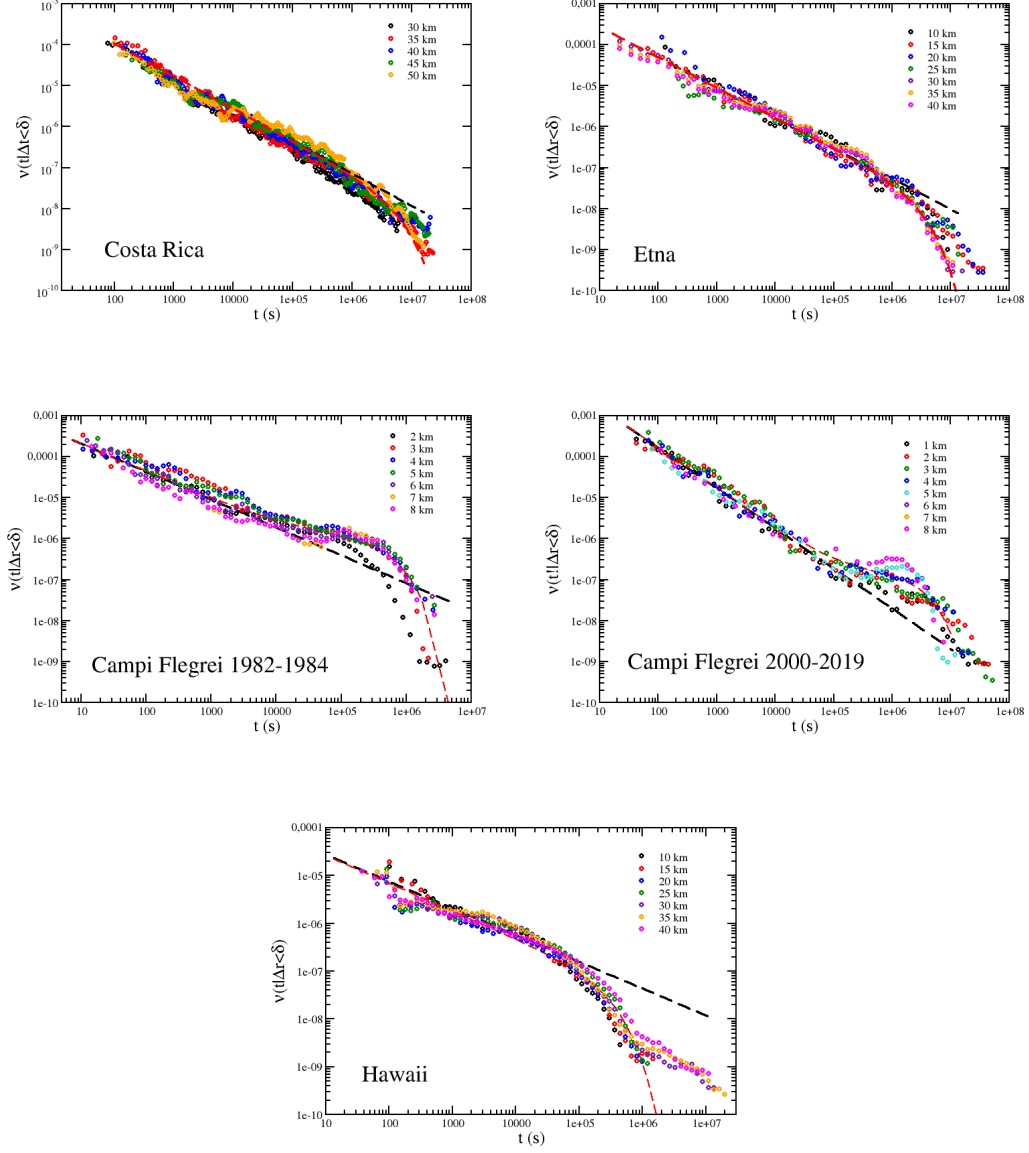 10^-3
10^-4
10^-5
10^-6
10^-7
10^-8
10^-9
10^-10
ν(t|Δt<δ)
30 km
35 km
40 km
45 km
50 km
Costa Rica
100 1000 10000 1e+05 1e+06 1e+07 1e+08
t (s)
0,001
0,0001
1e-05
1e-06
1e-07
1e-08
1e-09
1e-10
ν(t|Δr<δ)
10 km
15 km
20 km
25 km
30 km
35 km
40 km
Etna
10 100 1000 10000 1e+05 1e+06 1e+07 1e+08
t (s)
0,001
0,0001
1e-05
1e-06
1e-07
1e-08
1e-09
1e-10
ν(t|Δr<δ)
2 km
3 km
4 km
5 km
6 km
7 km
8 km
Campi Flegrei 1982-1984
10 100 1000 10000 1e+05 1e+06 1e+07
t (s)
0,001
0,0001
1e-05
1e-06
1e-07
1e-08
1e-09
1e-10
ν(t!|Δr<δ)
1 km
2 km
3 km
4 km
5 km
6 km
7 km
8 km
Campi Flegrei 2000-2019
10 100 1000 10000 1e+05 1e+06 1e+07 1e+08
t (s)
0,0001
1e-05
1e-06
1e-07
1e-08
1e-09
1e-10
ν(t|Δr<δ)
10 km
15 km
20 km
25 km
30 km
35 km
40 km
Hawaii
10 100 1000 10000 1e+05 1e+06 1e+07
t (s)